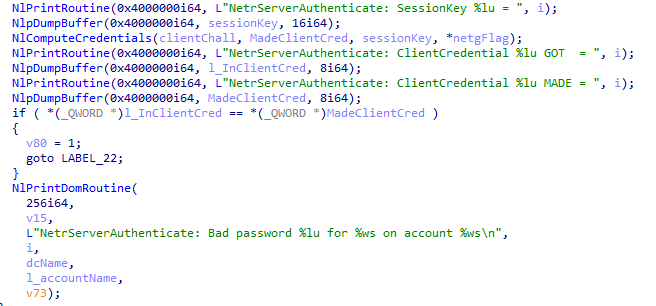 NlPrintRoutine(0x4000000i64, L"NetrServerAuthenticate: SessionKey %lu = ", i);
NlpDumpBuffer(0x4000000i64, sessionKey, 16i64);
NlComputeCredentials(clientChall, MadeClientCred, sessionKey, *netgFlag);
NlPrintRoutine(0x4000000i64, L"NetrServerAuthenticate: ClientCredential %lu GOT  = ", i);
NlpDumpBuffer(0x4000000i64, l_InClientCred, 8i64);
NlPrintRoutine(0x4000000i64, L"NetrServerAuthenticate: ClientCredential %lu MADE = ", i);
NlpDumpBuffer(0x4000000i64, MadeClientCred, 8i64);
if ( *(_QWORD *)l_InClientCred == *(_QWORD *)MadeClientCred )
{
  v80 = 1;
  goto LABEL_22;
}
NlPrintDomRoutine(
  256i64,
  v15,
  L"NetrServerAuthenticate: Bad password %lu for %ws on account %ws\n",
  i,
  dcName,
  l_accountName,
  v73);